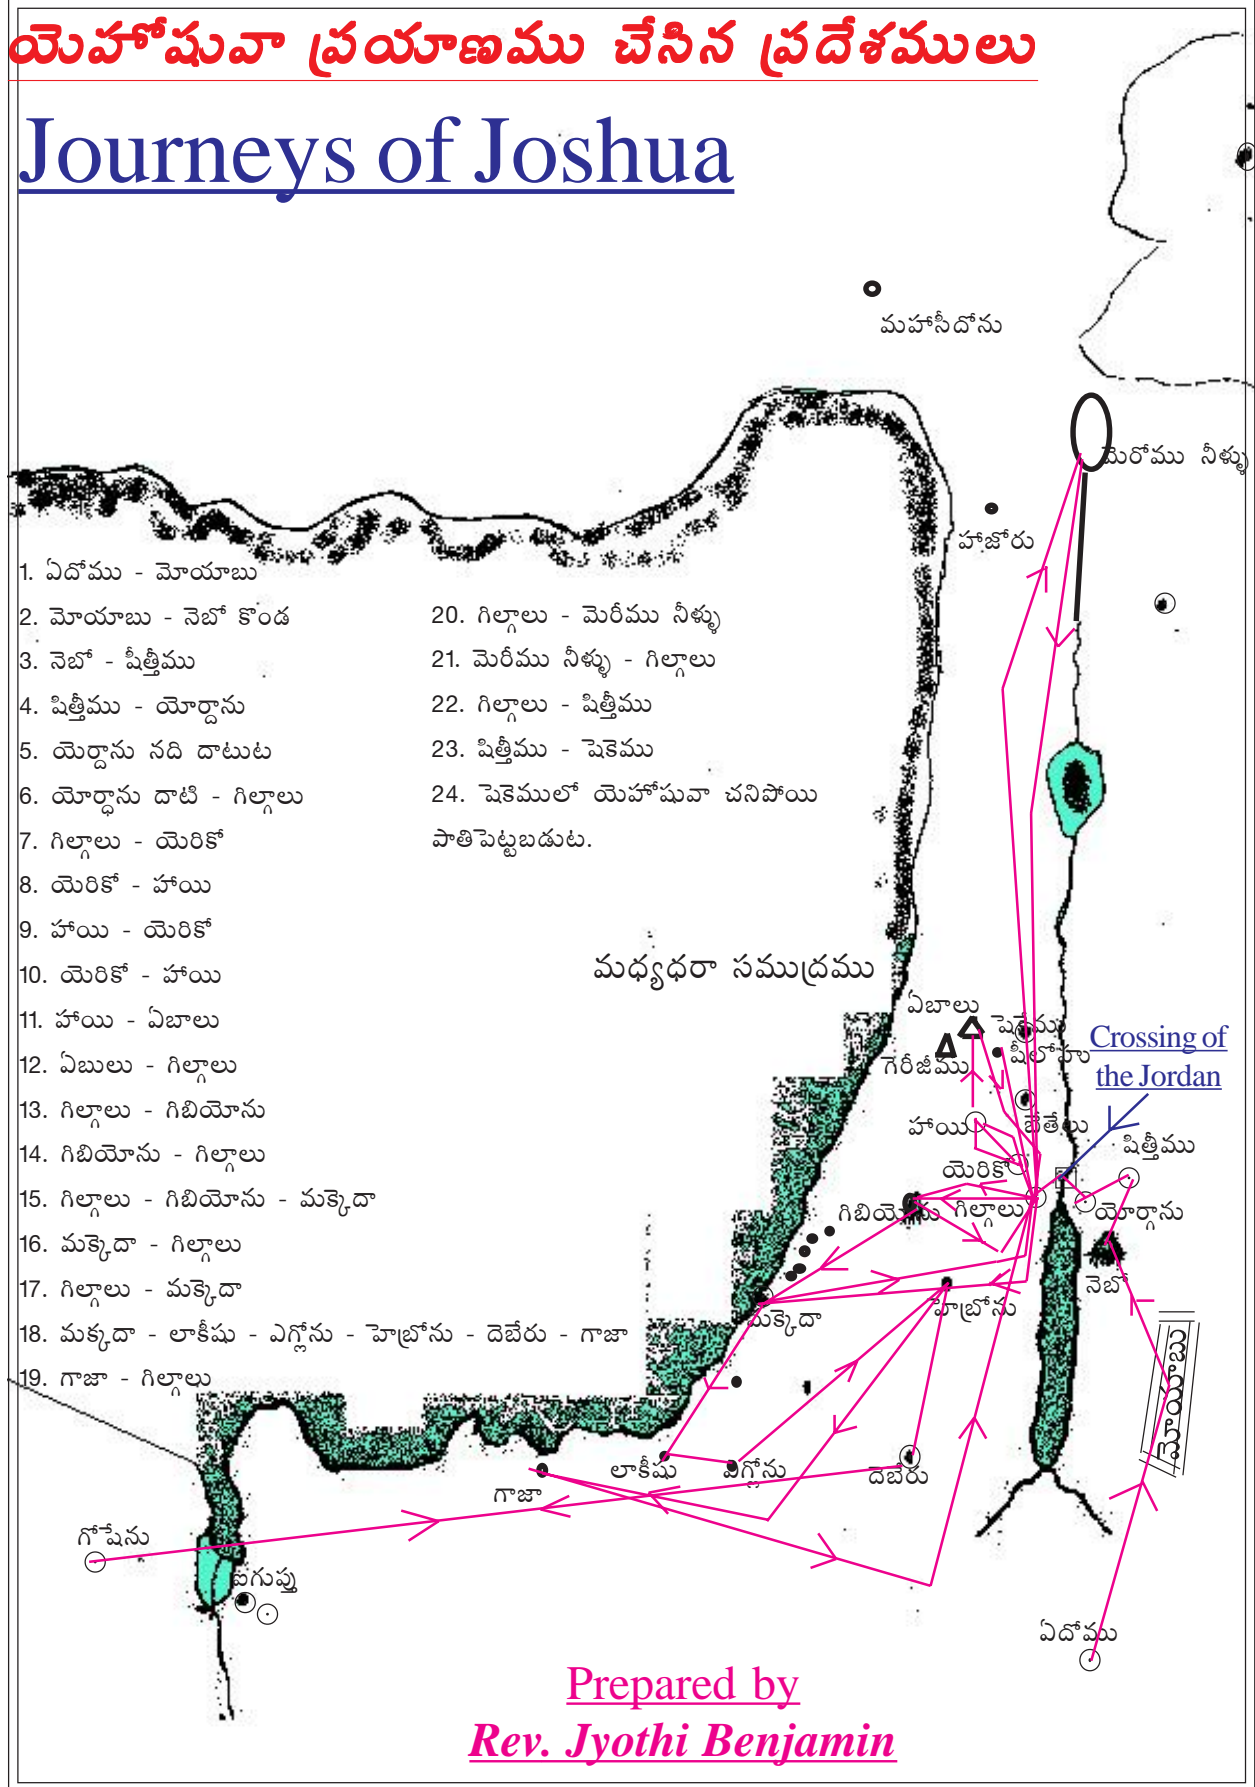 యెహోషువా ప్రయాణము చేసిన ప్రదేశములు
Journeys of Joshua
మహాసీదోను
మెరోము నీళ్ళు
హాజోరు
1. ఏదోము - మోయాబు
2. మోయాబు - నెబో కొండ
3. నెబో - షీత్తీము
4. షిత్తీము - యోర్దాను
5. యెర్దాను నది దాటుట
6. యోర్ధాను దాటి - గిల్గాలు
7. గిల్గాలు - యెరికో
8. యెరికో - హాయి
9. హాయి - యెరికో
10. యెరికో - హాయి
11. హాయి - ఏబాలు
12. ఏబులు - గిల్గాలు
13. గిల్గాలు - గిబియోను
14. గిబియోను - గిల్గాలు
15. గిల్గాలు - గిబియోను - మక్కెదా
16. మక్కెదా - గిల్గాలు
17. గిల్గాలు - మక్కెదా
18. మక్కదా - లాకీషు - ఎగ్లోను - హెబ్రోను - దెబేరు - గాజా
19. గాజా - గిల్గాలు
20. గిల్గాలు - మెరీము నీళ్ళు
21. మెరీము నీళ్ళు - గిల్గాలు
22. గిల్గాలు - షిత్తీము
23. షిత్తీము - షెకెము
24. షెకెములో యెహోషువా చనిపోయి
పాతిపెట్టబడుట.
మధ్యధరా సముద్రము
ఏబాలు
షెకెము
గెరీజీము
షీలోహు
Crossing of
the Jordan
హాయి
బేతేలు
షిత్తీము
యెరికో
గిబియోను
గిల్గాలు
యోర్గాను
నెబో
హెబ్రోను
మక్కెదా
మోయాబు
లాకీషు
ఎగ్లోను
దెబేరు
గాజా
గోషేను
ఐగుప్తు
ఏదోము
Prepared by
Rev. Jyothi Benjamin